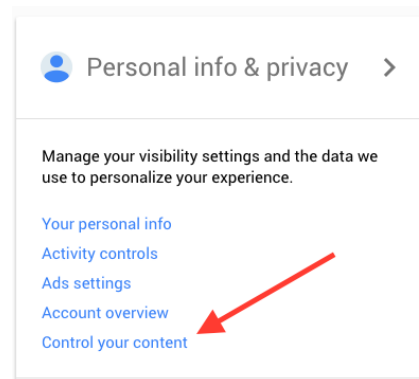 Personal info & privacy
Manage your visibility settings and the data we
use to personalize your experience.
Your personal info
Activity controls
Ads settings
Account overview
Control your content